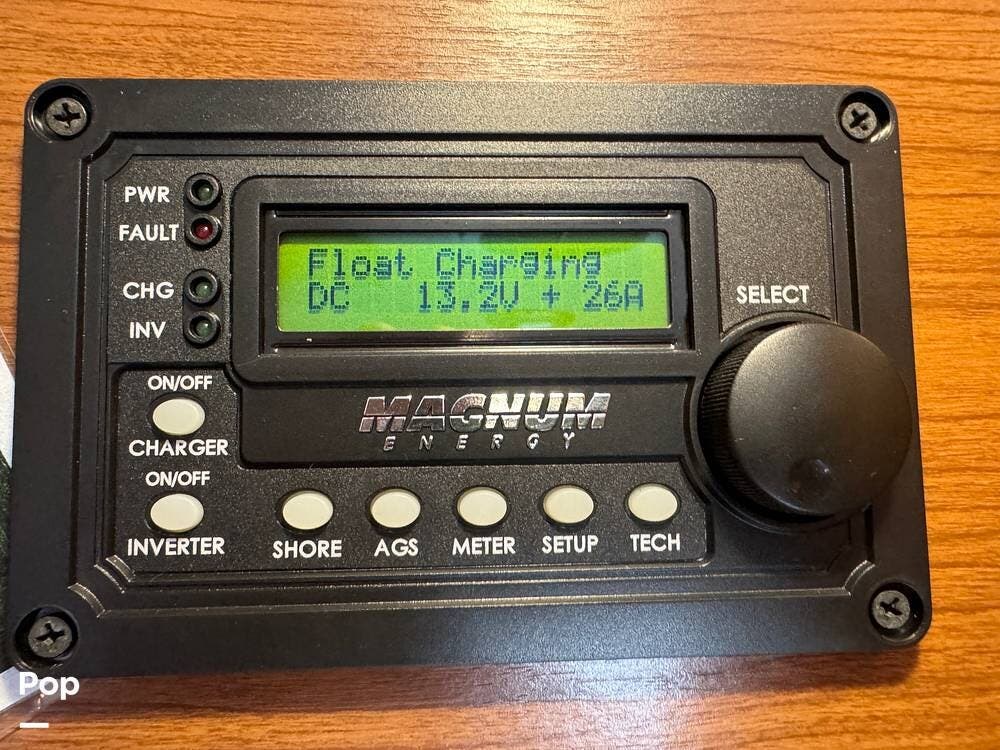 PWR
FAULT
CHG
INV
Float Charging
DC 13.2V + 26A
SELECT
ON/OFF
CHARGER
ON/OFF
INVERTER
MAGNUM
ENERGY
SHORE
AGS
METER
SETUP
TECH
Pop